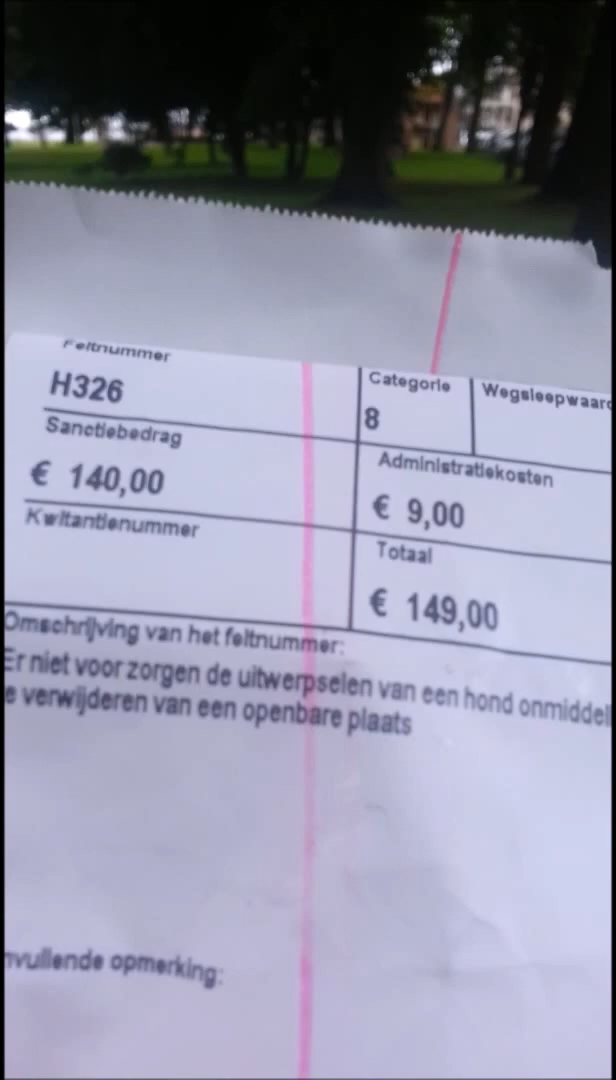 Feitnummer
H326
Categorie
Wegsleepwaard
8
Sanctiebedrag
€ 140,00
Administratiekosten
€ 9,00
Kwitantienummer
Totaal
€ 149,00
Omschrijving van het feitnummer:
Er niet voor zorgen de uitwerpselen van een hond onmiddell
e verwijderen van een openbare plaats
nvullende opmerking: